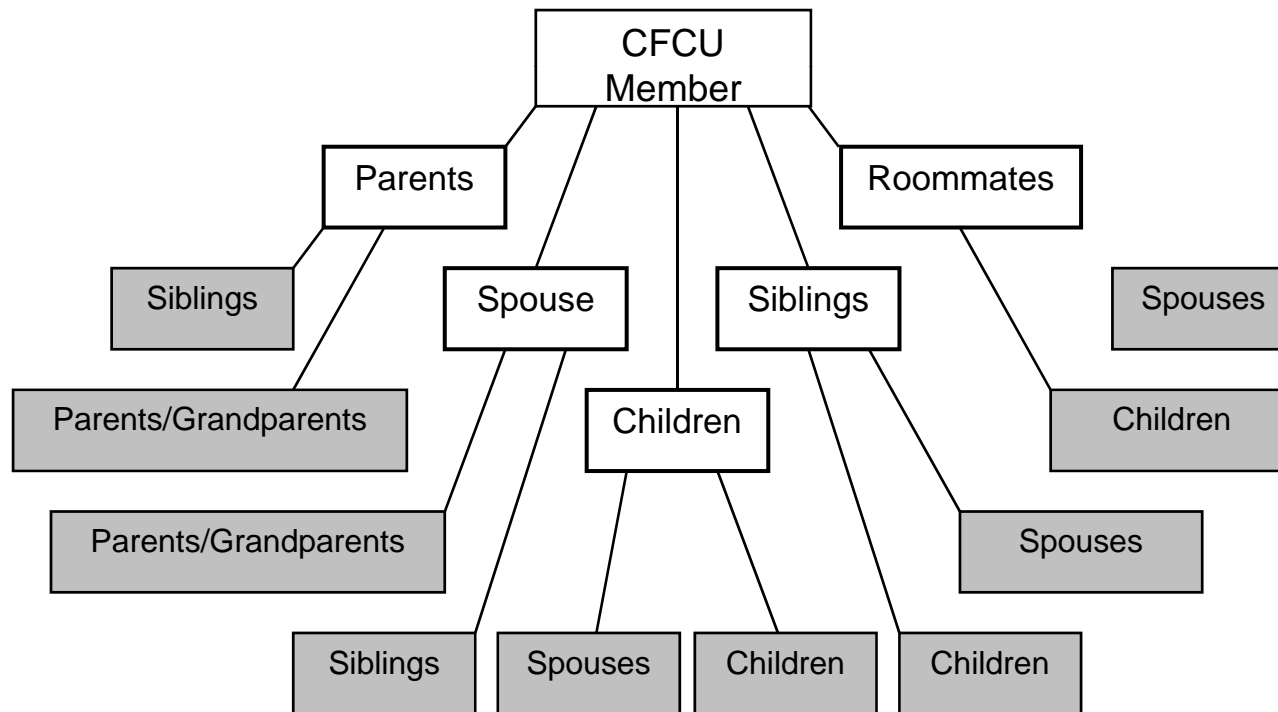 CFCU
Member
Parents
Roommates
Siblings
Spouse
Siblings
Spouses
Parents/Grandparents
Children
Children
Parents/Grandparents
Spouses
Siblings
Spouses
Children
Children